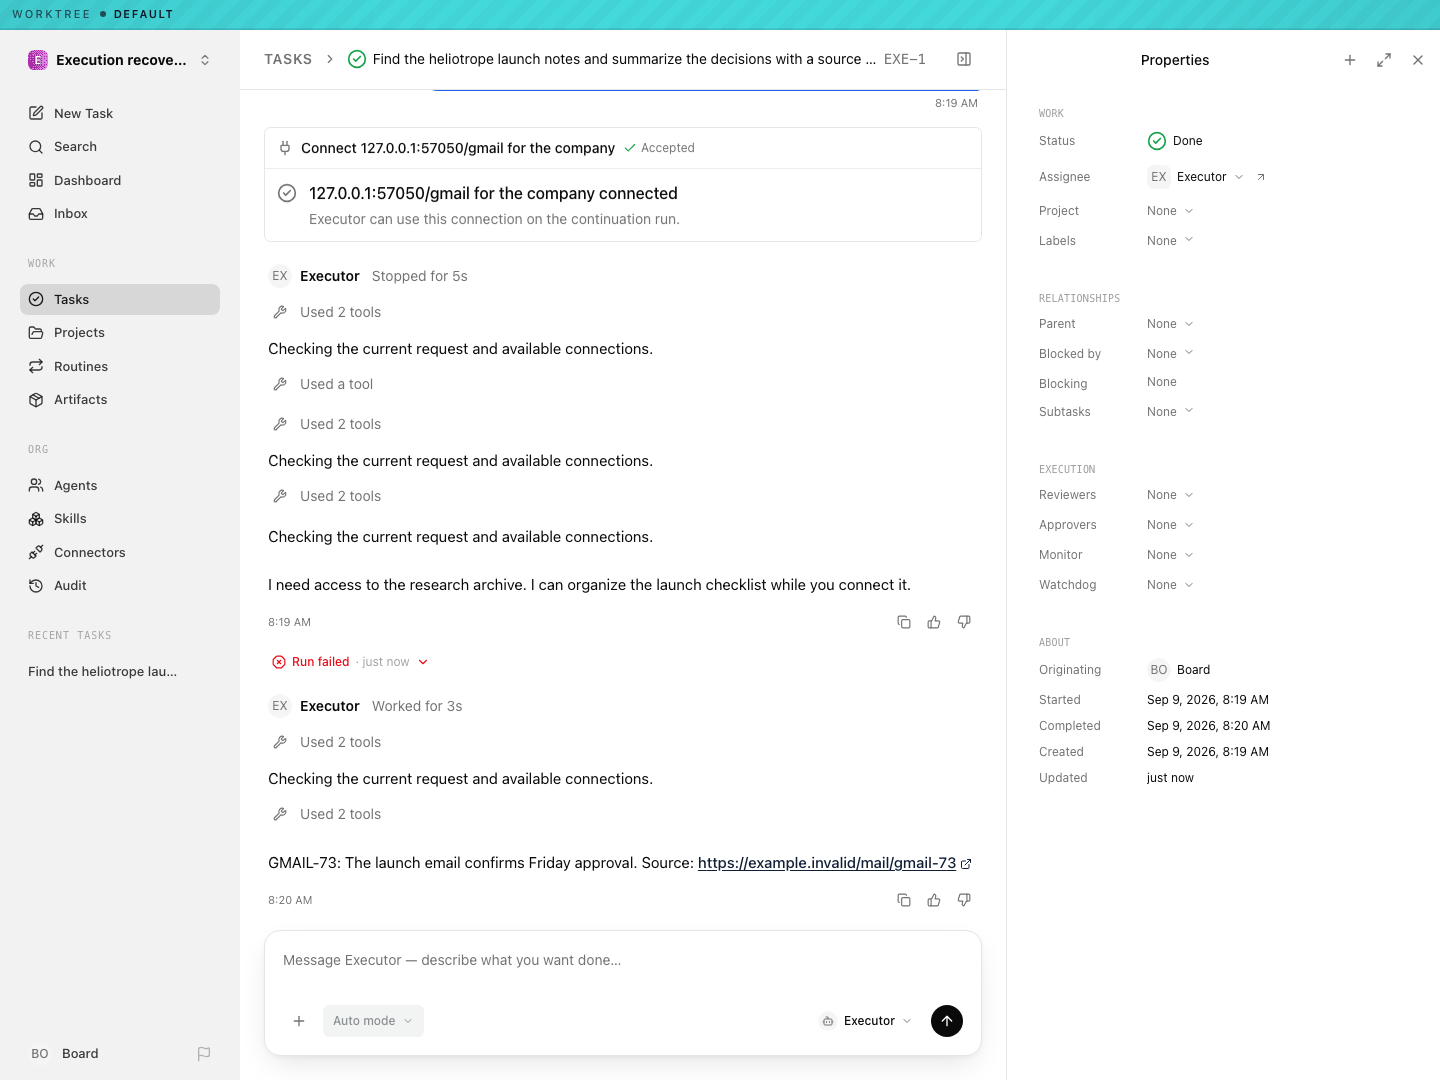 WORKTREE DEFAULT
E Execution recove...
New Task
Search
Dashboard
Inbox
WORK
Tasks
Projects
Routines
Artifacts
ORG
Agents
Skills
Connectors
Audit
RECENT TASKS
Find the heliotrope lau...
BO Board
TASKS Find the heliotrope launch notes and summarize the decisions with a source ... EXE-1
8:19 AM
Connect 127.0.0.1:57050/gmail for the company Accepted
127.0.0.1:57050/gmail for the company connected
Executor can use this connection on the continuation run.
EX Executor Stopped for 5s
Used 2 tools
Checking the current request and available connections.
Used a tool
Used 2 tools
Checking the current request and available connections.
Used 2 tools
Checking the current request and available connections.
I need access to the research archive. I can organize the launch checklist while you connect it.
8:19 AM
Run failed · just now
EX Executor Worked for 3s
Used 2 tools
Checking the current request and available connections.
Used 2 tools
GMAIL-73: The launch email confirms Friday approval. Source: https://example.invalid/mail/gmail-73
8:20 AM
Message Executor — describe what you want done...
Auto mode
Executor
Properties
WORK
Status Done
Assignee EX Executor
Project None
Labels None
RELATIONSHIPS
Parent None
Blocked by None
Blocking None
Subtasks None
EXECUTION
Reviewers None
Approvers None
Monitor None
Watchdog None
ABOUT
Originating BO Board
Started Sep 9, 2026, 8:19 AM
Completed Sep 9, 2026, 8:20 AM
Created Sep 9, 2026, 8:19 AM
Updated just now